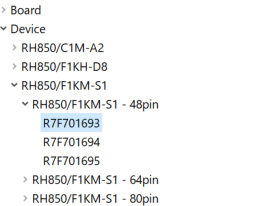 Board
Device
RH850/C1M-A2
RH850/F1KH-D8
RH850/F1KM-S1
RH850/F1KM-S1 - 48pin
R7F701693
R7F701694
R7F701695
RH850/F1KM-S1 - 64pin
RH850/F1KM-S1 - 80pin